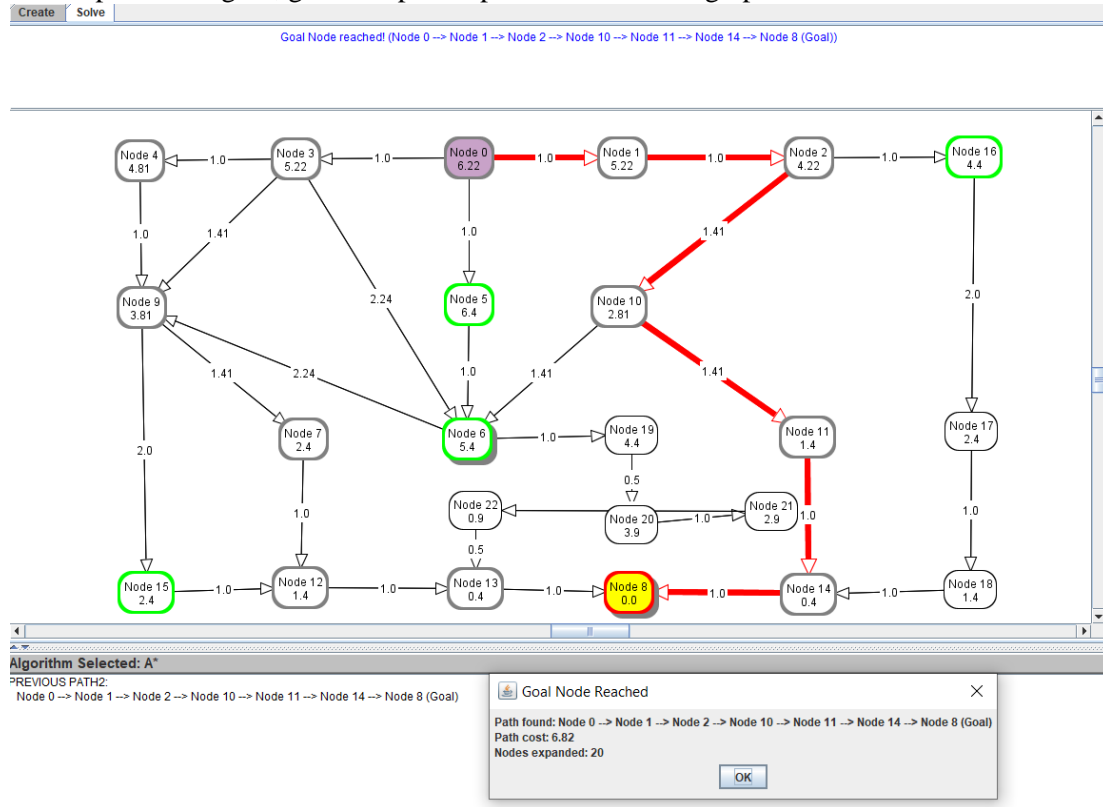 Create Solve
Goal Node reached! (Node 0 --> Node 1 --> Node 2 --> Node 10 --> Node 11 --> Node 14 --> Node 8 (Goal))
Node 4
4.81
1.0
Node 3
5.22
1.0
Node 0
6.22
1.0
Node 1
5.22
1.0
Node 2
4.22
1.0
Node 16
4.4
1.0
1.41
1.0
1.41
Node 9
3.81
2.24
Node 5
6.4
Node 10
2.81
2.0
1.41
2.24
1.0
1.41
1.41
Node 7
2.4
Node 6
5.4
1.0
Node 19
4.4
Node 11
1.4
Node 17
2.4
2.0
0.5
1.0
Node 22
0.9
Node 20
3.9
1.0
Node 21
2.9
1.0
1.0
0.5
Node 15
2.4
1.0
Node 12
1.4
1.0
Node 13
0.4
1.0
Node 8
0.0
1.0
Node 14
0.4
1.0
Node 18
1.4
Algorithm Selected: A*
PREVIOUS PATH2:
Node 0 --> Node 1 --> Node 2 --> Node 10 --> Node 11 --> Node 14 --> Node 8 (Goal)
Goal Node Reached
Path found: Node 0 --> Node 1 --> Node 2 --> Node 10 --> Node 11 --> Node 14 --> Node 8 (Goal)
Path cost: 6.82
Nodes expanded: 20
OK